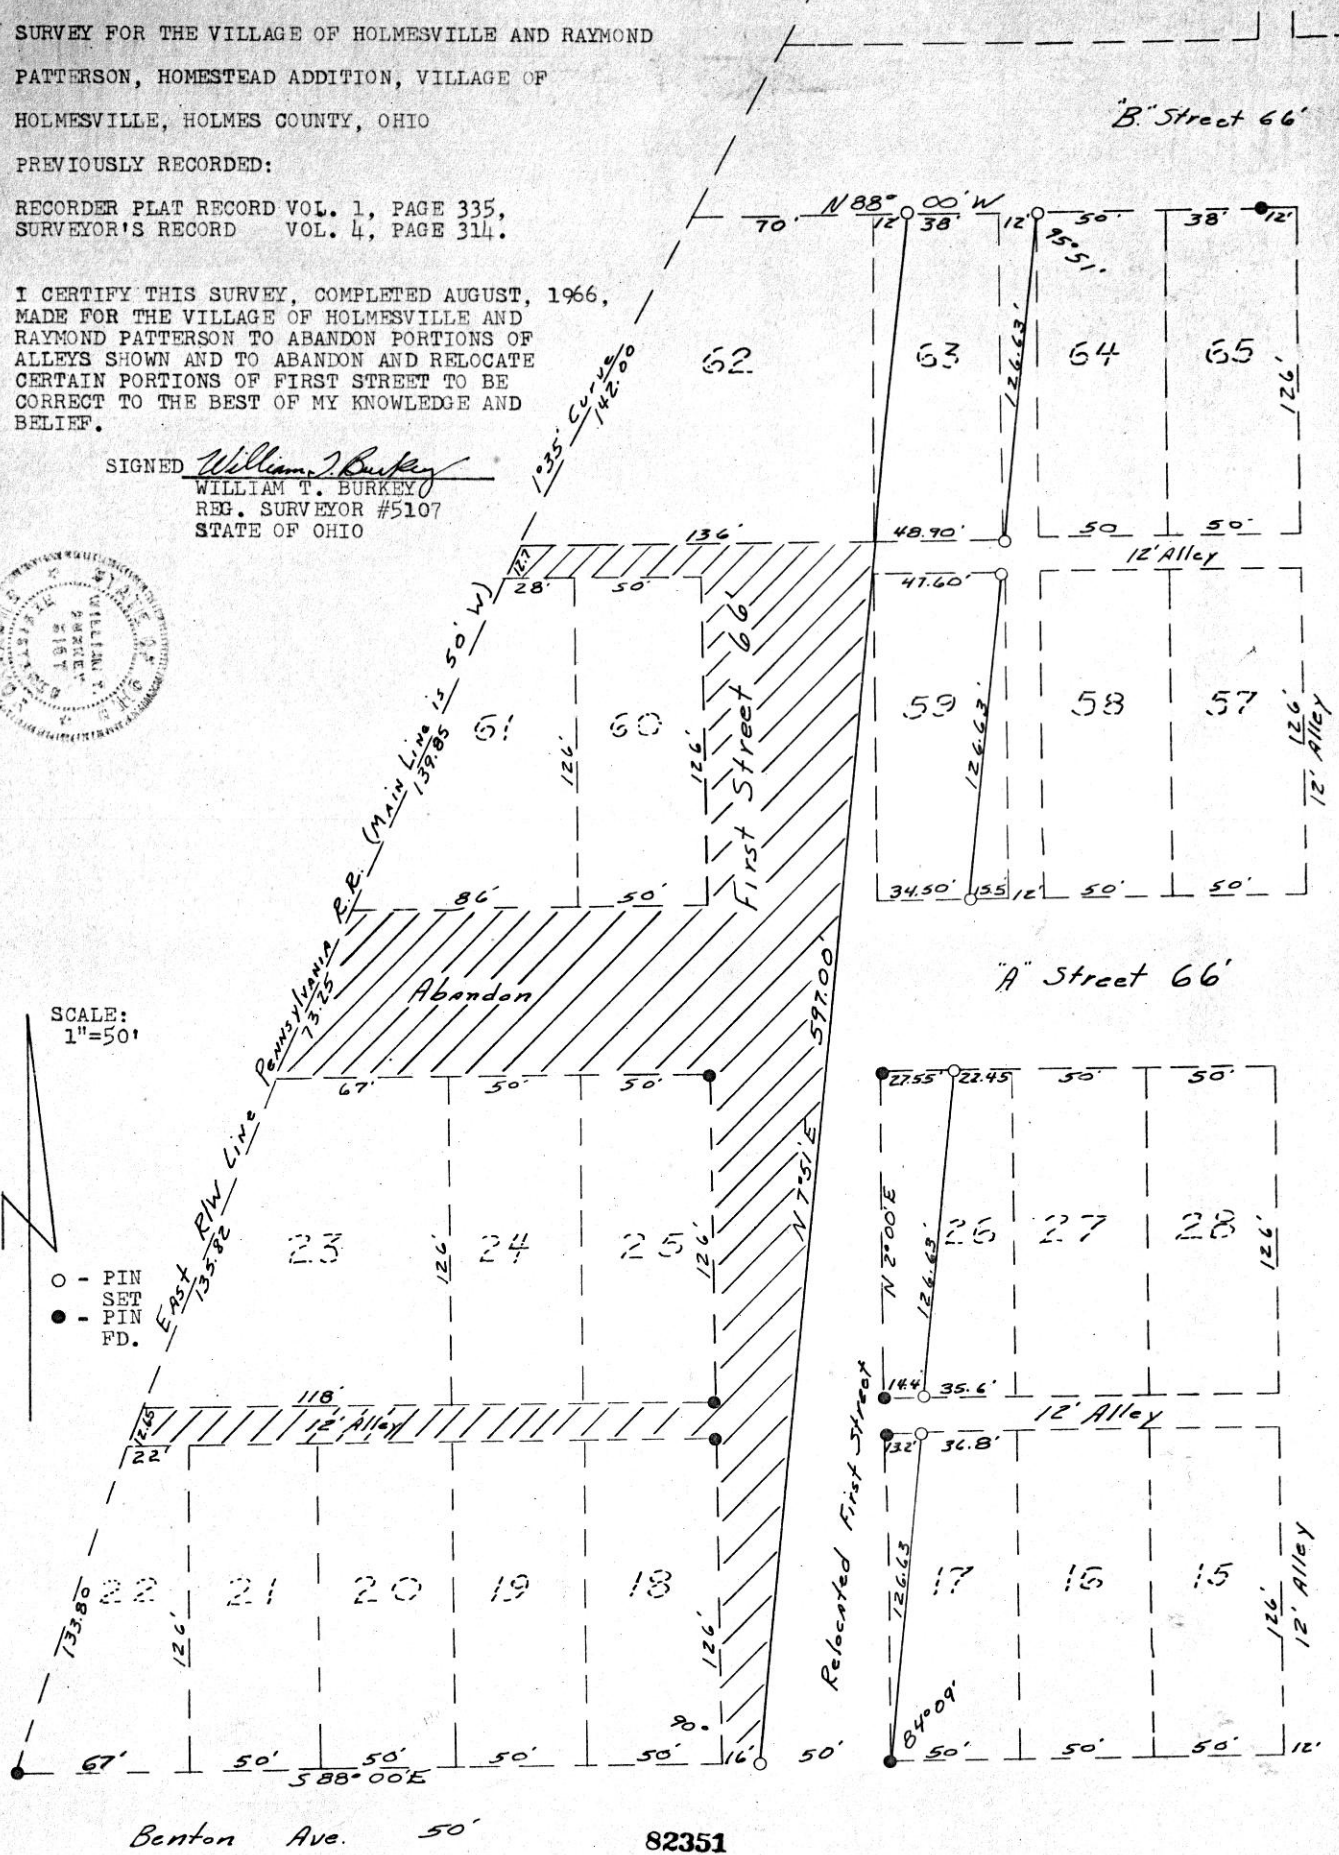 SURVEY FOR THE VILLAGE OF HOLMESVILLE AND RAYMOND
PATTERSON, HOMESTEAD ADDITION, VILLAGE OF
HOLMESVILLE, HOLMES COUNTY, OHIO
PREVIOUSLY RECORDED:
RECORDER PLAT RECORD VOL. 1, PAGE 335,
SURVEYOR'S RECORD VOL. 4, PAGE 314.
I CERTIFY THIS SURVEY, COMPLETED AUGUST, 1966,
MADE FOR THE VILLAGE OF HOLMESVILLE AND
RAYMOND PATTERSON TO ABANDON PORTIONS OF
ALLEYS SHOWN AND TO ABANDON AND RELOCATE
CERTAIN PORTIONS OF FIRST STREET TO BE
CORRECT TO THE BEST OF MY KNOWLEDGE AND
BELIEF.
SIGNED William T. Burkey
WILLIAM T. BURKEY
REG. SURVEYOR #5107
STATE OF OHIO
"B" Street 66'
N 88° 00' W
70' 12' 38' 12' 50' 38' 12'
95°51'
62 63 64 65
126.63'
126'
1°35' Curve
142.00
136' 48.90' 50 50'
12' Alley
12.7
28' 50' 47.60'
61 60 59 58 57
126' 126' 126.63' 126'
12' Alley
First Street 66'
(MAIN LINE is 50' W)
139.85
86' 50' 34.50' 15.5 12' 50' 50'
Abandon
"A" Street 66'
597.00'
N 7°51' E
PENNSYLVANIA R.R.
73.25
SCALE:
1"=50'
67' 50' 50' 27.55' 22.45 50' 50'
EAST R/W LINE
135.82
23 24 25 26 27 28
126' 126' N 2°00' E 126.63' 126'
O - PIN
SET
● - PIN
FD.
118' 14.4' 35.6'
12' Alley 12' Alley
12.65
22' 13.2' 36.8'
Relocated First Street
22 21 20 19 18 17 16 15
133.80 126' 126' 126.63 126'
12' Alley
90° 84°09'
67' 50' 50' 50' 50' 16' 50' 50' 50' 50' 12'
S 88° 00' E
Benton Ave. 50'
82351